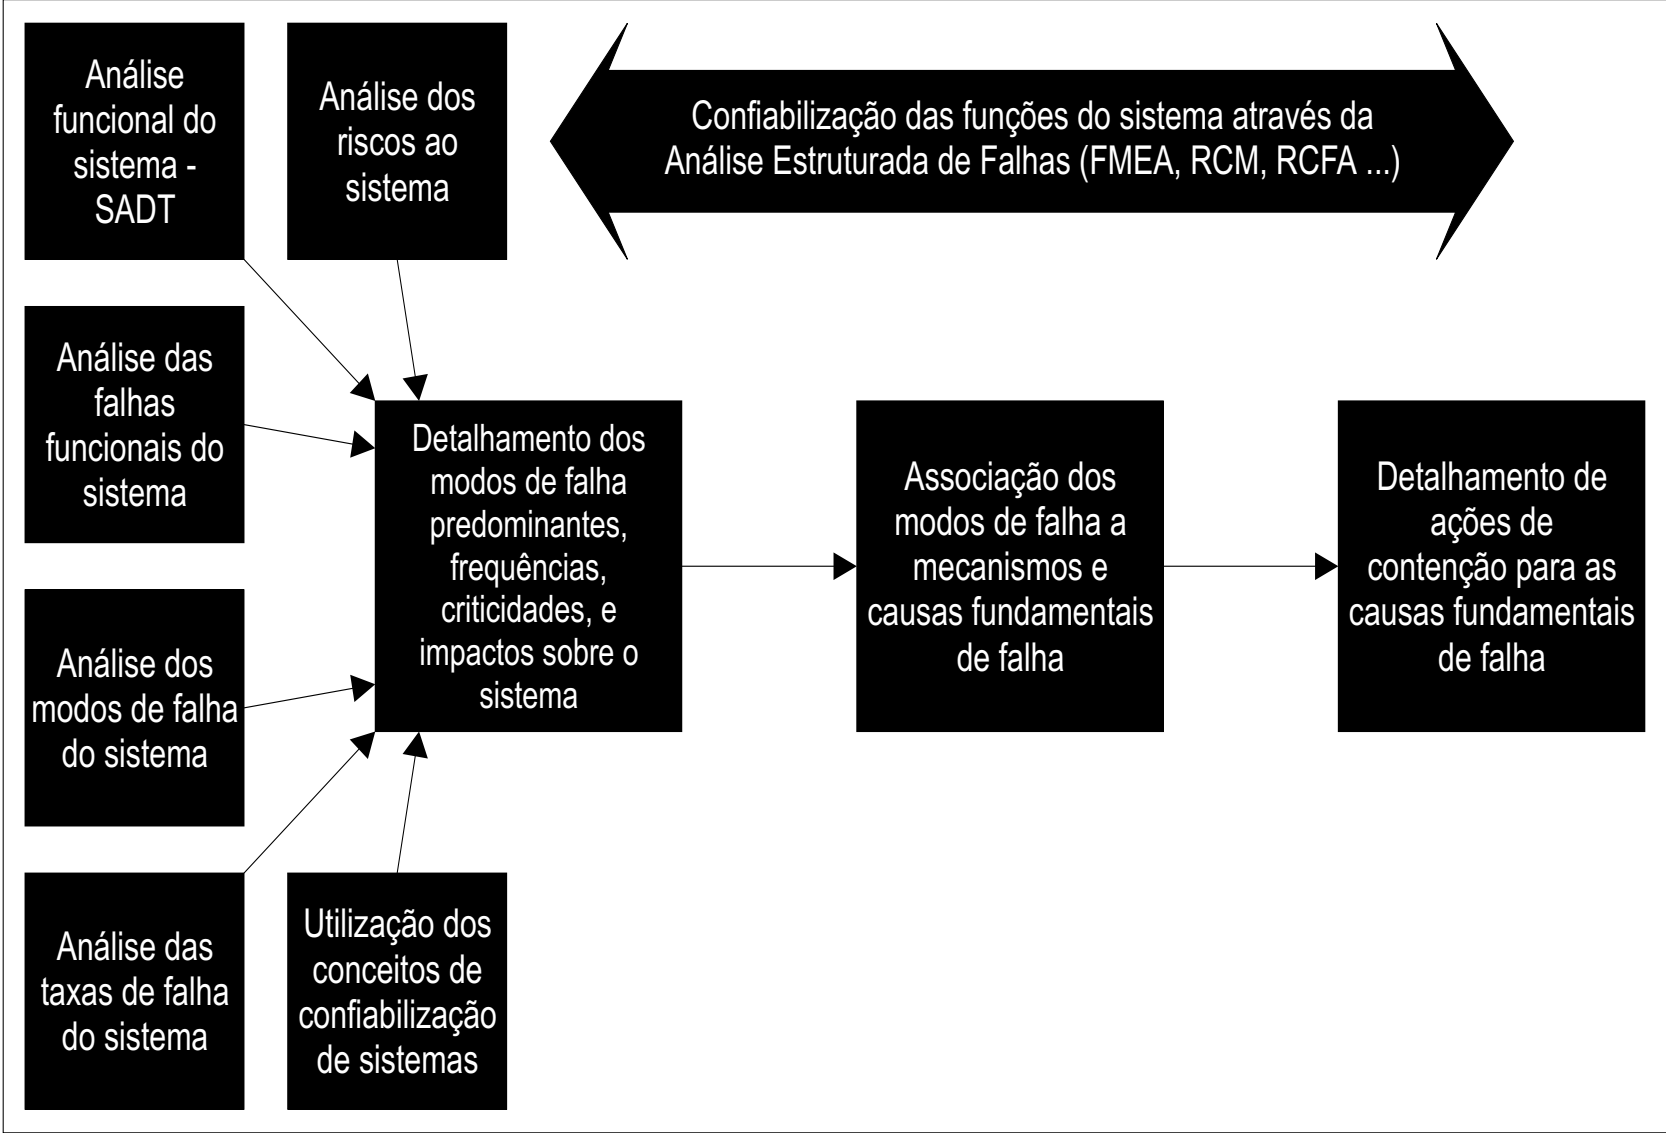 Análise
funcional do
sistema -
SADT
Análise dos
riscos ao
sistema
Confiabilização das funções do sistema através da
Análise Estruturada de Falhas (FMEA, RCM, RCFA ...)
Análise das
falhas
funcionais do
sistema
Detalhamento dos
modos de falha
predominantes,
frequências,
criticidades, e
impactos sobre o
sistema
Associação dos
modos de falha a
mecanismos e
causas fundamentais
de falha
Detalhamento de
ações de
contenção para as
causas fundamentais
de falha
Análise dos
modos de falha
do sistema
Análise das
taxas de falha
do sistema
Utilização dos
conceitos de
confiabilização
de sistemas